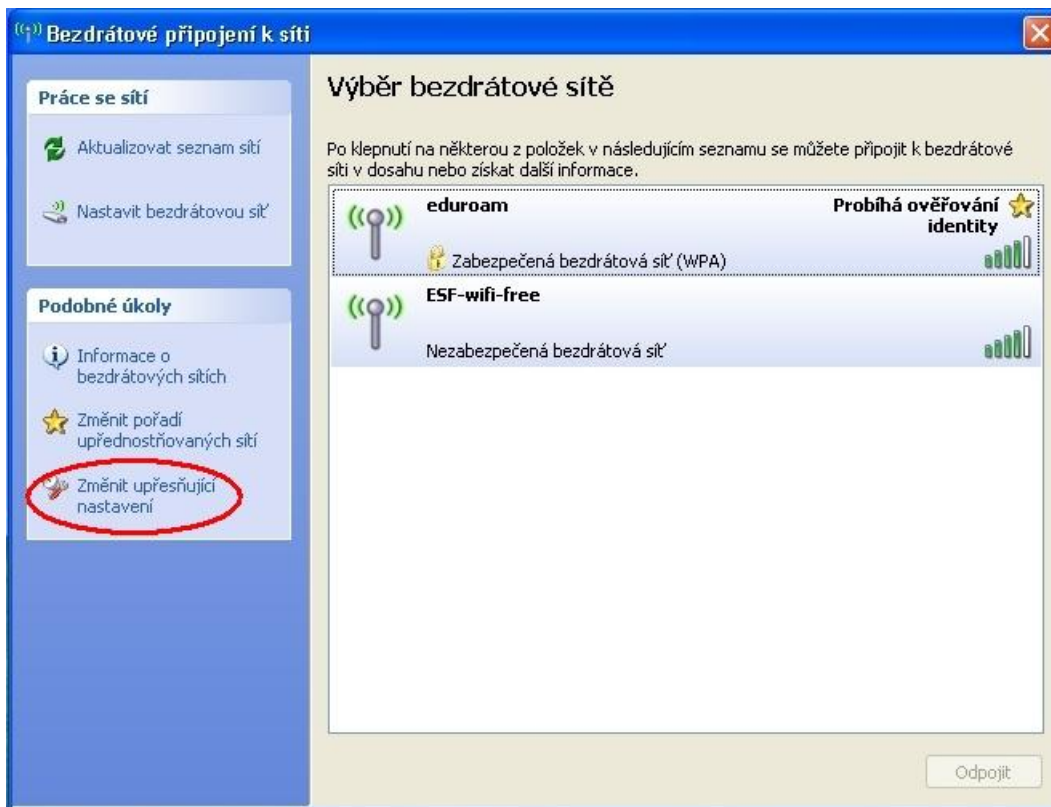 Bezdrátové připojení k síti
Práce se sítí
Aktualizovat seznam sítí
Nastavit bezdrátovou síť
Podobné úkoly
Informace o
bezdrátových sítích
Změnit pořadí
upřednostňovaných sítí
Změnit upřesňující
nastavení
Výběr bezdrátové sítě
Po klepnutí na některou z položek v následujícím seznamu se můžete připojit k bezdrátové
síti v dosahu nebo získat další informace.
eduroam
Probíhá ověřování
identity
Zabezpečená bezdrátová síť (WPA)
ESF-wifi-free
Nezabezpečená bezdrátová síť
Odpojit